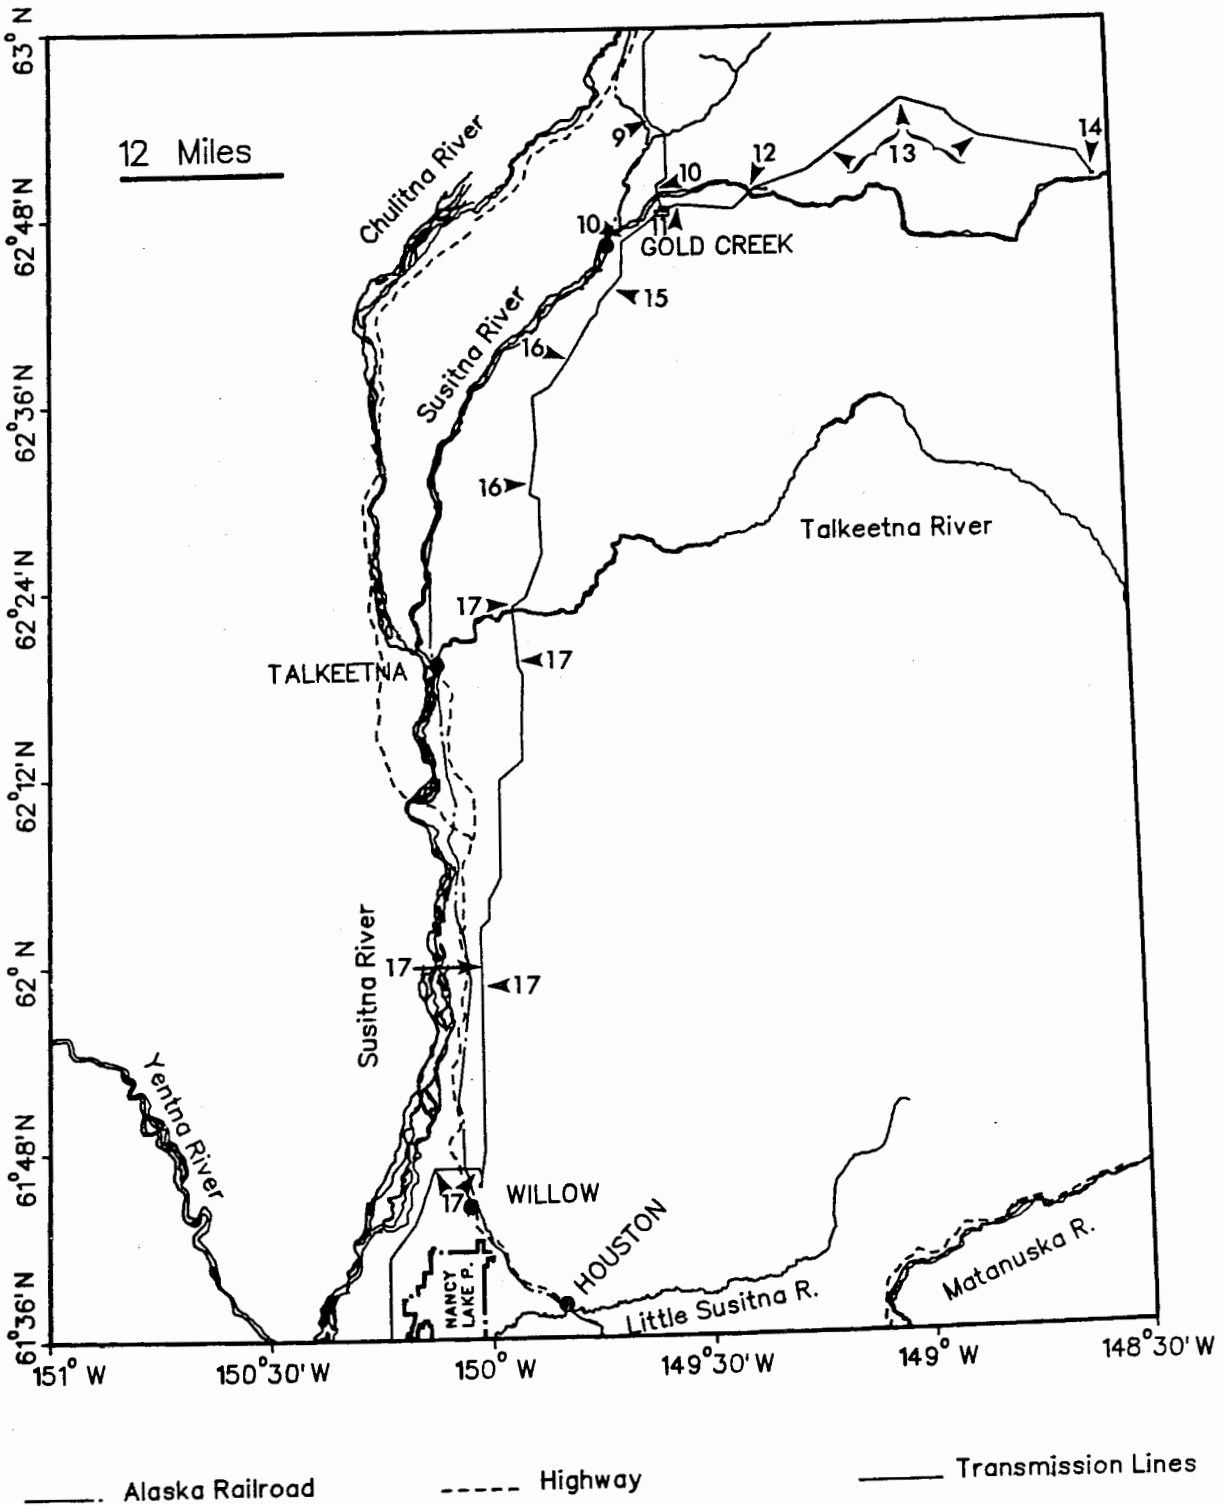 63° N
12 Miles
Chulitna River
9
10
12
13
14
62°48'N
10
11
GOLD CREEK
15
Susitna River
16
62°36'N
16
Talkeetna River
62°24'N
17
17
TALKEETNA
62°12'N
Susitna River
62° N
17
17
Yentna River
61°48'N
17
WILLOW
HOUSTON
NANCY
LAKE P.
Little Susitna R.
Matanuska R.
61°36'N
151° W
150°30' W
150° W
149°30' W
149° W
148°30' W
Alaska Railroad
Highway
Transmission Lines